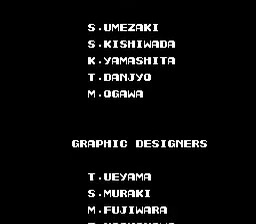 S.UMEZAKI
S.KISHIWADA
K.YAMASHITA
T.DANJYO
M.OGAWA
GRAPHIC DESIGNERS
T.UEYAMA
S.MURAKI
M.FUJIWARA